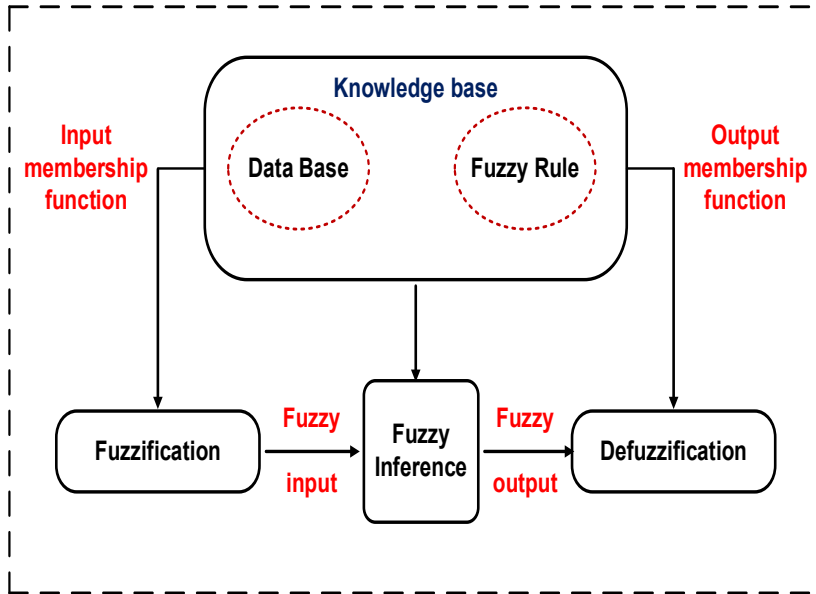 Knowledge base
Input
membership
function
Data Base
Fuzzy Rule
Output
membership
function
Fuzzification
Fuzzy
input
Fuzzy
Inference
Fuzzy
output
Defuzzification